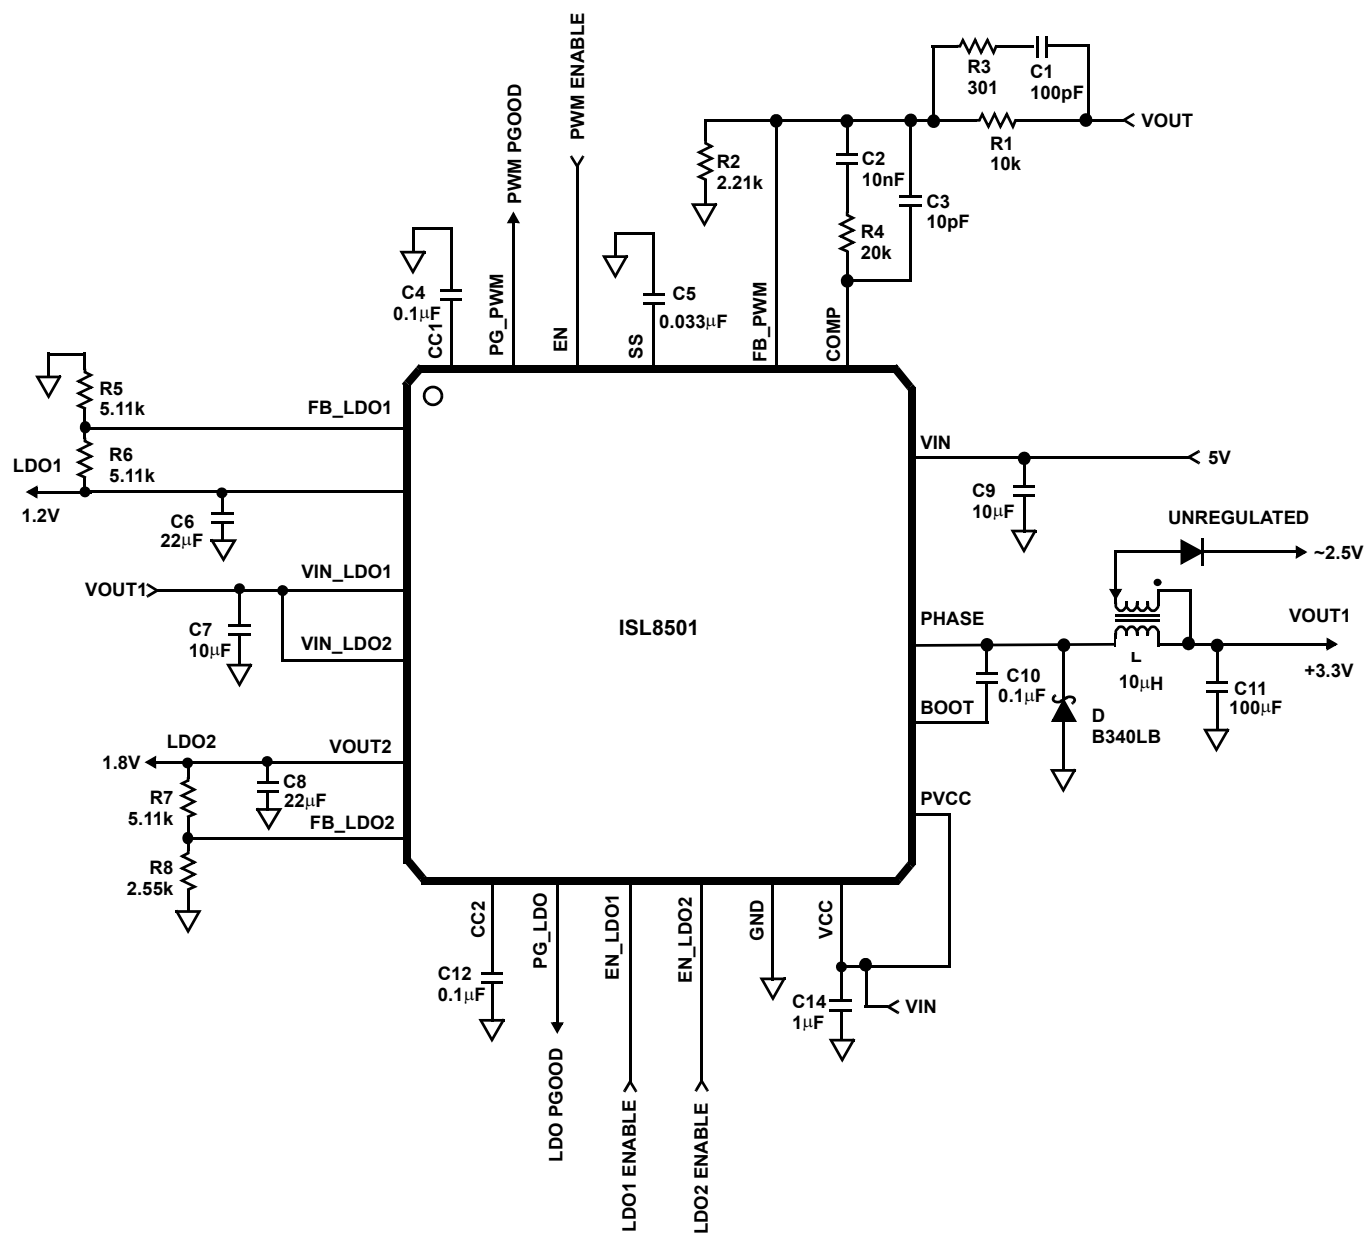 PWM ENABLE
PWM PGOOD
R3
301
C1
100pF
VOUT
R1
10k
R2
2.21k
C2
10nF
C3
10pF
R4
20k
C4
0.1µF
CC1
PG_PWM
EN
SS
C5
0.033µF
FB_PWM
COMP
R5
5.11k
FB_LDO1
R6
5.11k
LDO1
1.2V
C6
22µF
VIN
5V
C9
10µF
UNREGULATED
~2.5V
VOUT1
VIN_LDO1
C7
10µF
VIN_LDO2
ISL8501
PHASE
VOUT1
L
10µH
+3.3V
C10
0.1µF
BOOT
C11
100µF
D
B340LB
LDO2
1.8V
VOUT2
C8
22µF
R7
5.11k
FB_LDO2
R8
2.55k
PVCC
CC2
PG_LDO
EN_LDO1
EN_LDO2
GND
VCC
C12
0.1µF
C14
1µF
VIN
LDO PGOOD
LDO1 ENABLE
LDO2 ENABLE